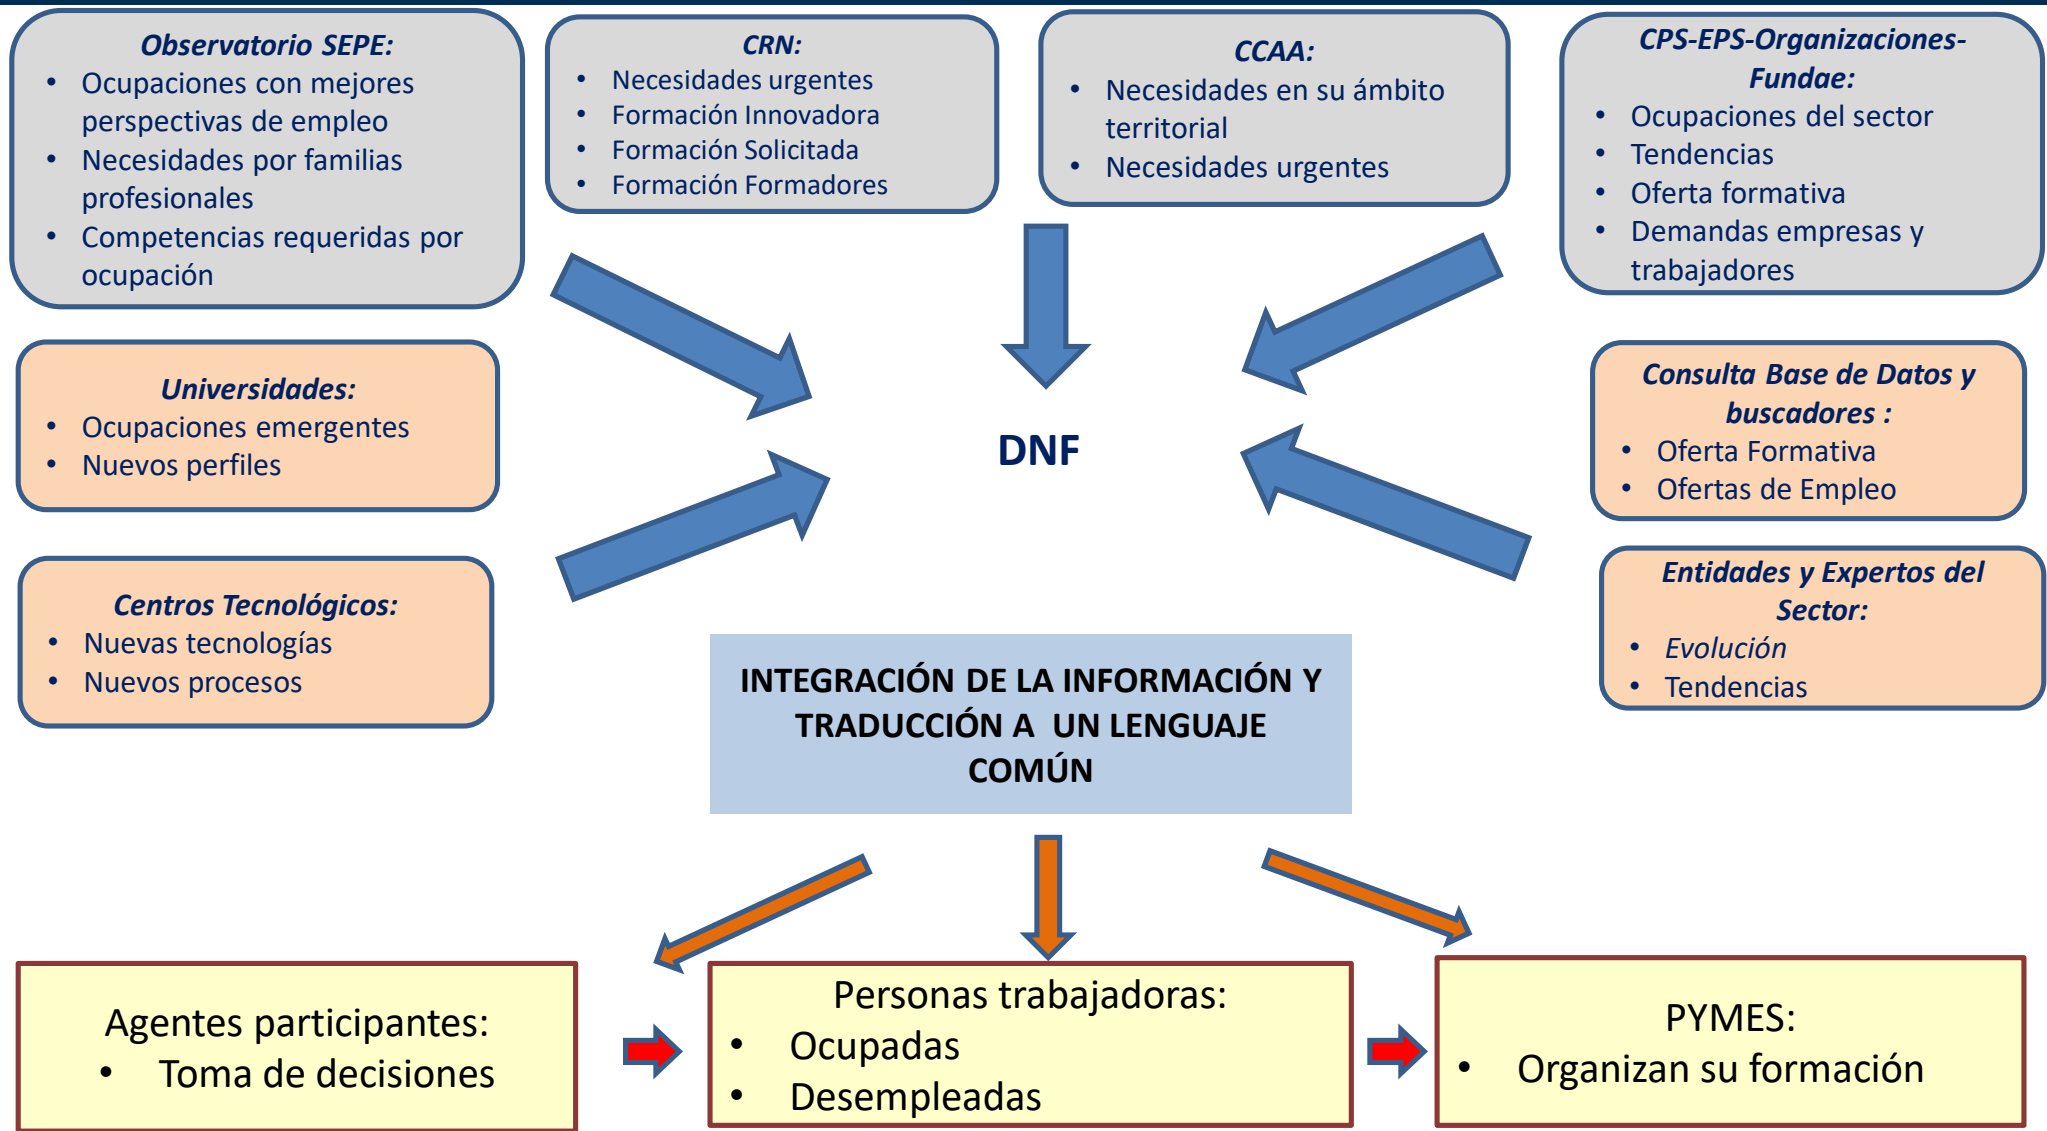 Observatorio SEPE:
• Ocupaciones con mejores
perspectivas de empleo
• Necesidades por familias
profesionales
• Competencias requeridas por
ocupación
CRN:
• Necesidades urgentes
• Formación Innovadora
• Formación Solicitada
• Formación Formadores
CCAA:
• Necesidades en su ámbito
territorial
• Necesidades urgentes
CPS-EPS-Organizaciones-
Fundae:
• Ocupaciones del sector
• Tendencias
• Oferta formativa
• Demandas empresas y
trabajadores
Universidades:
• Ocupaciones emergentes
• Nuevos perfiles
DNF
Consulta Base de Datos y
buscadores :
• Oferta Formativa
• Ofertas de Empleo
Centros Tecnológicos:
• Nuevas tecnologías
• Nuevos procesos
Entidades y Expertos del
Sector:
• Evolución
• Tendencias
INTEGRACIÓN DE LA INFORMACIÓN Y
TRADUCCIÓN A UN LENGUAJE
COMÚN
Agentes participantes:
• Toma de decisiones
Personas trabajadoras:
• Ocupadas
• Desempleadas
PYMES:
• Organizan su formación